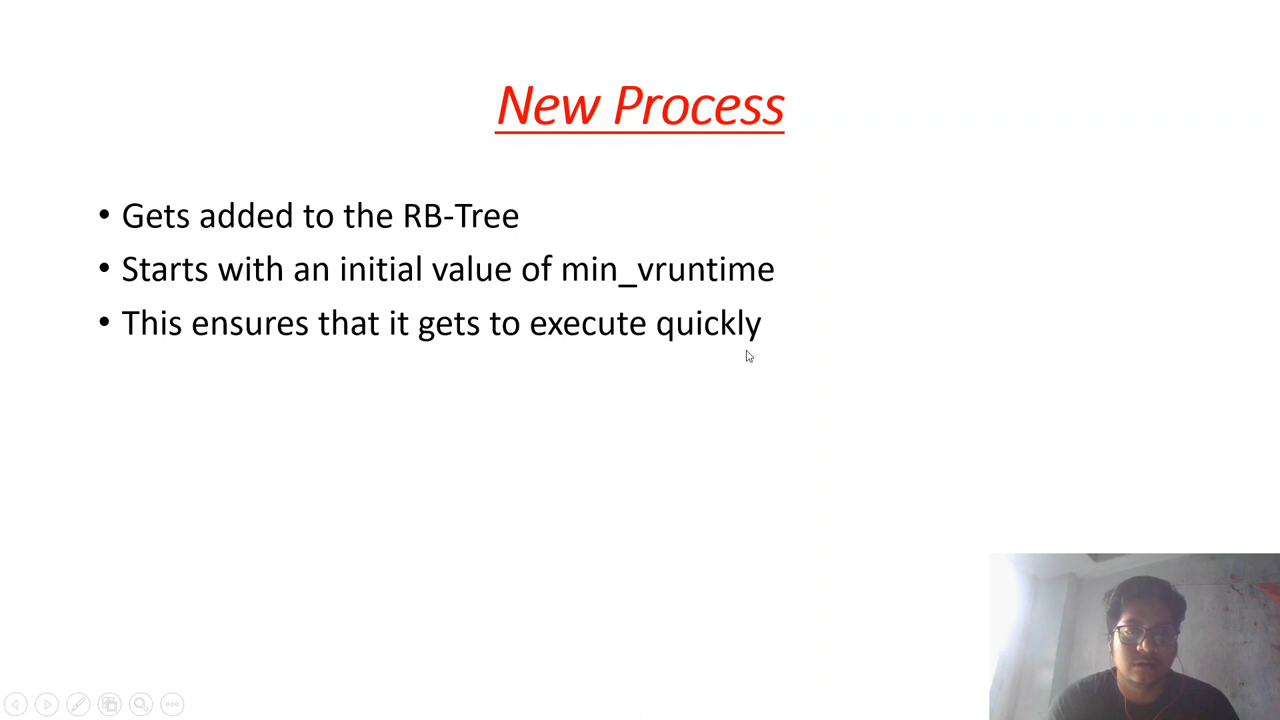 New Process
• Gets added to the RB-Tree
• Starts with an initial value of min_vruntime
• This ensures that it gets to execute quickly